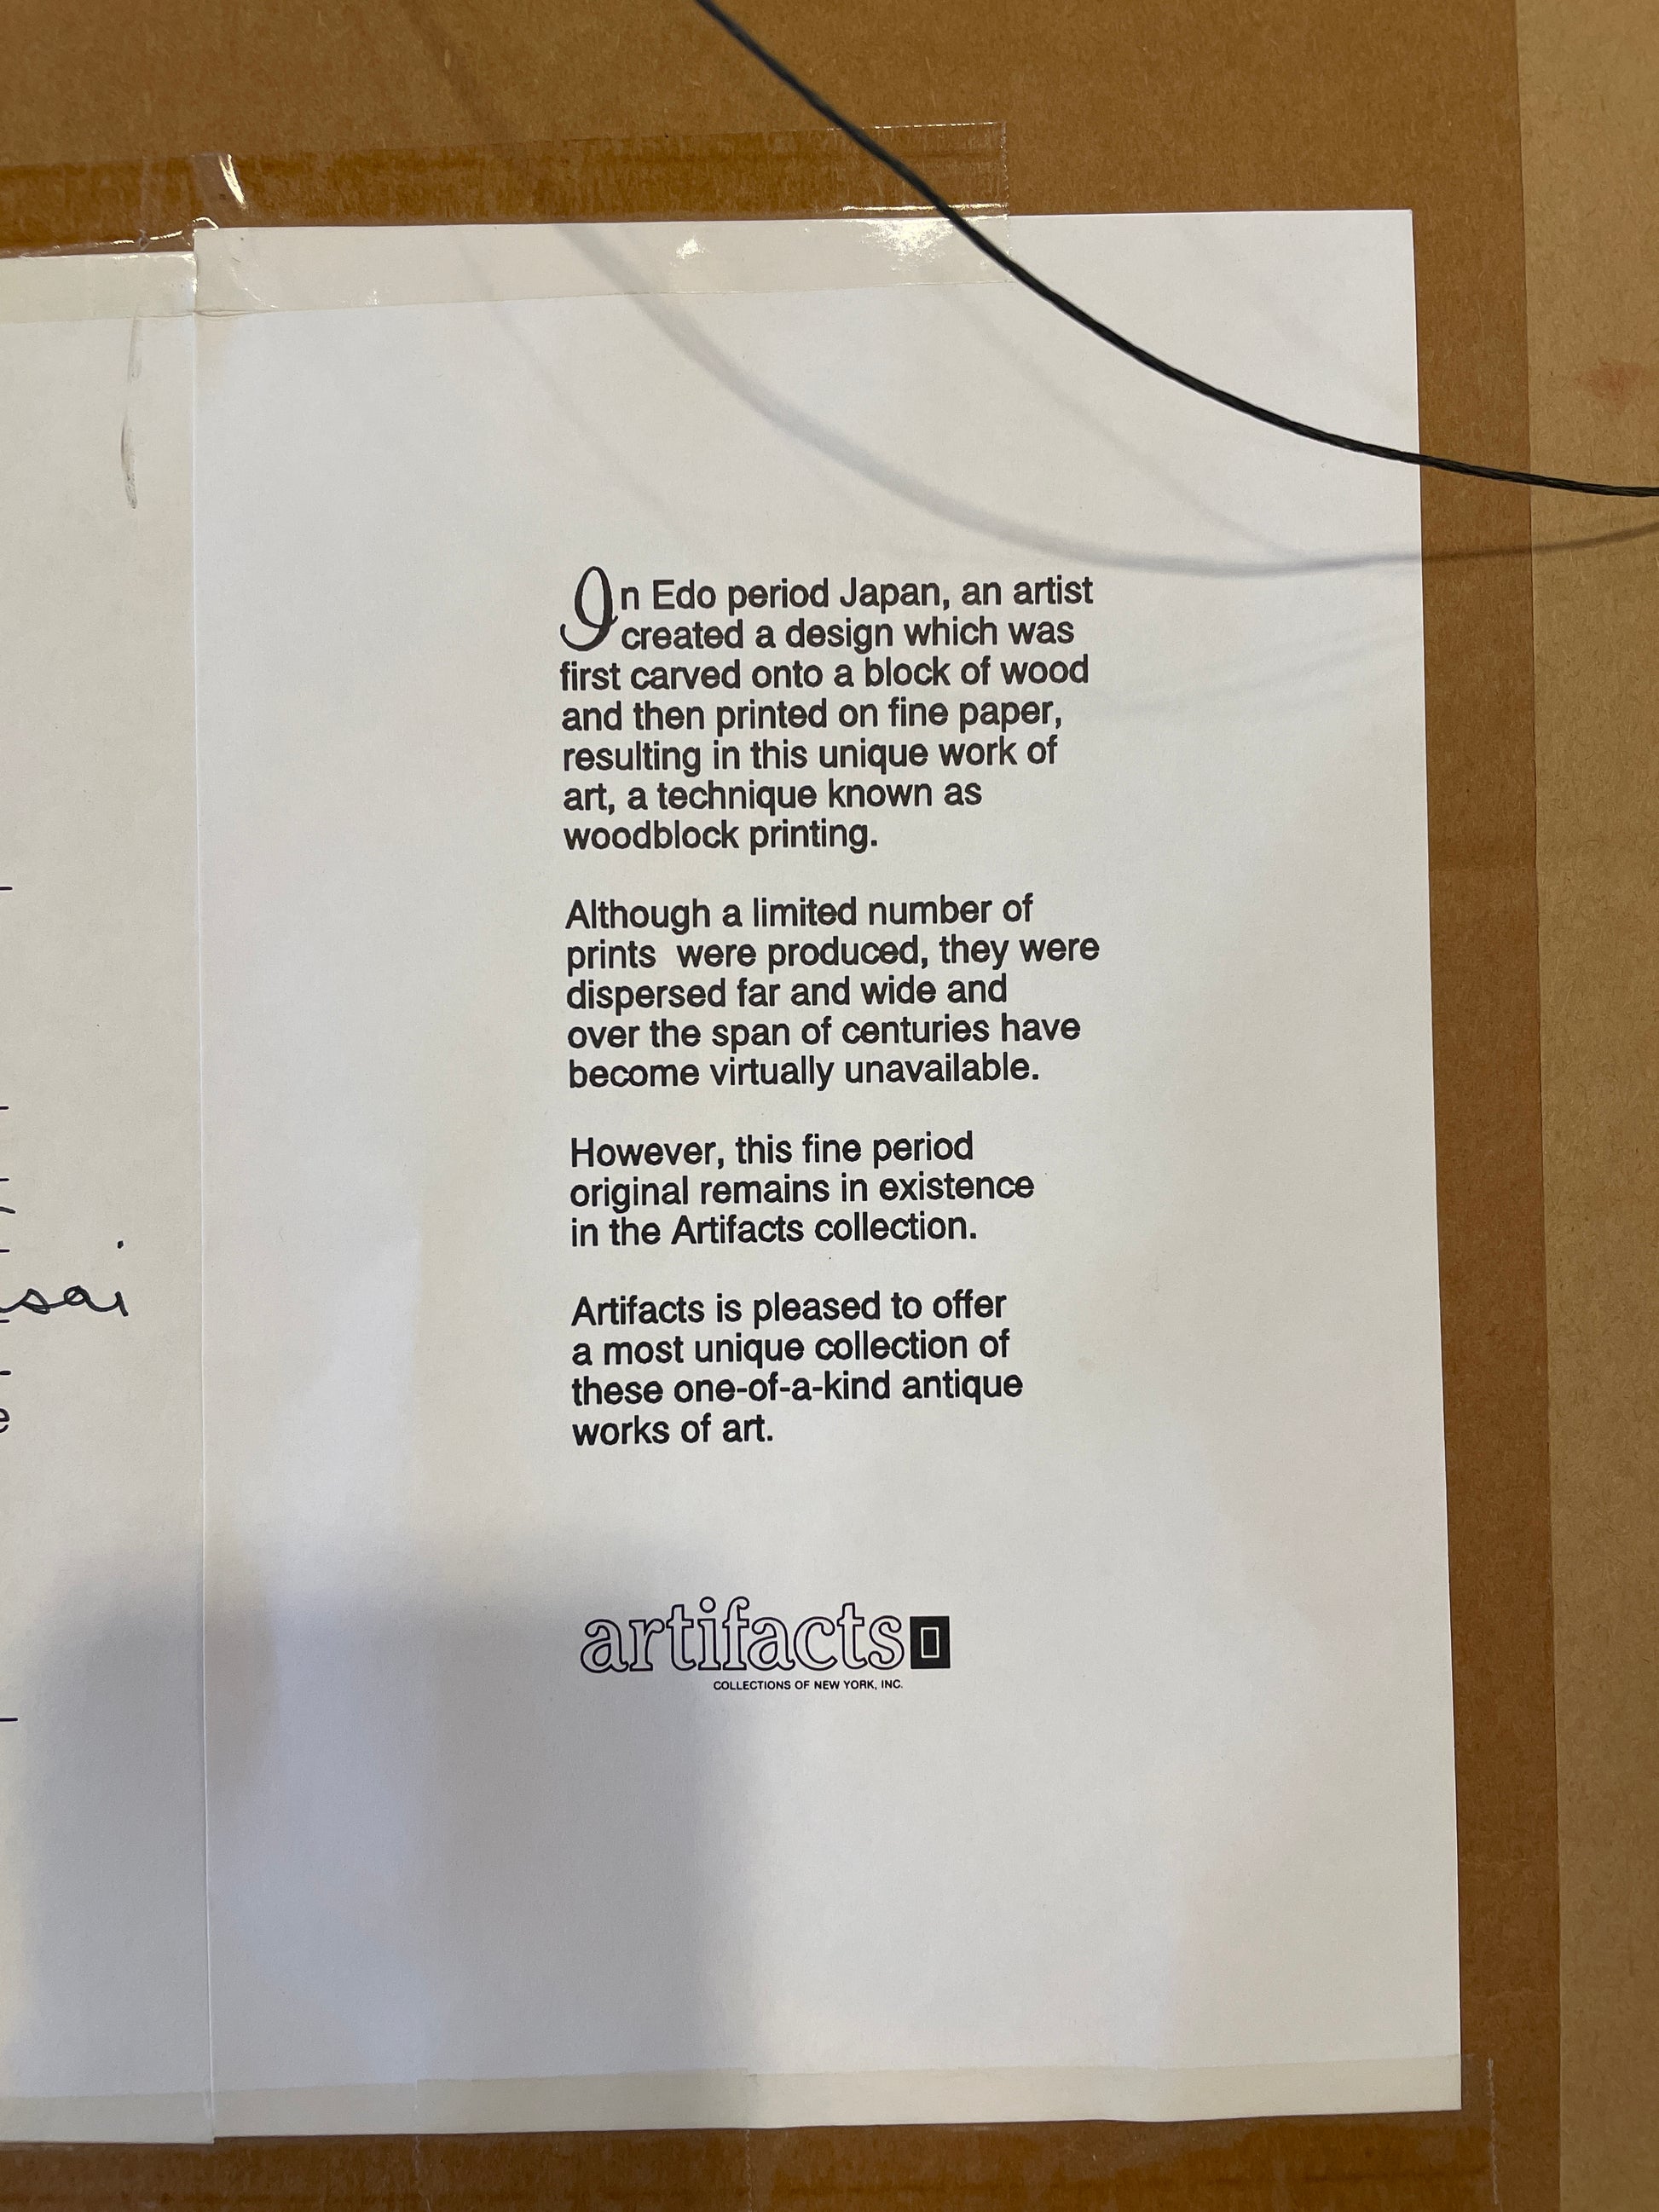 In Edo period Japan, an artist
created a design which was
first carved onto a block of wood
and then printed on fine paper,
resulting in this unique work of
art, a technique known as
woodblock printing.
Although a limited number of
prints were produced, they were
dispersed far and wide and
over the span of centuries have
become virtually unavailable.
However, this fine period
original remains in existence
in the Artifacts collection.
Artifacts is pleased to offer
a most unique collection of
these one-of-a-kind antique
works of art.
artifacts
COLLECTIONS OF NEW YORK, INC.